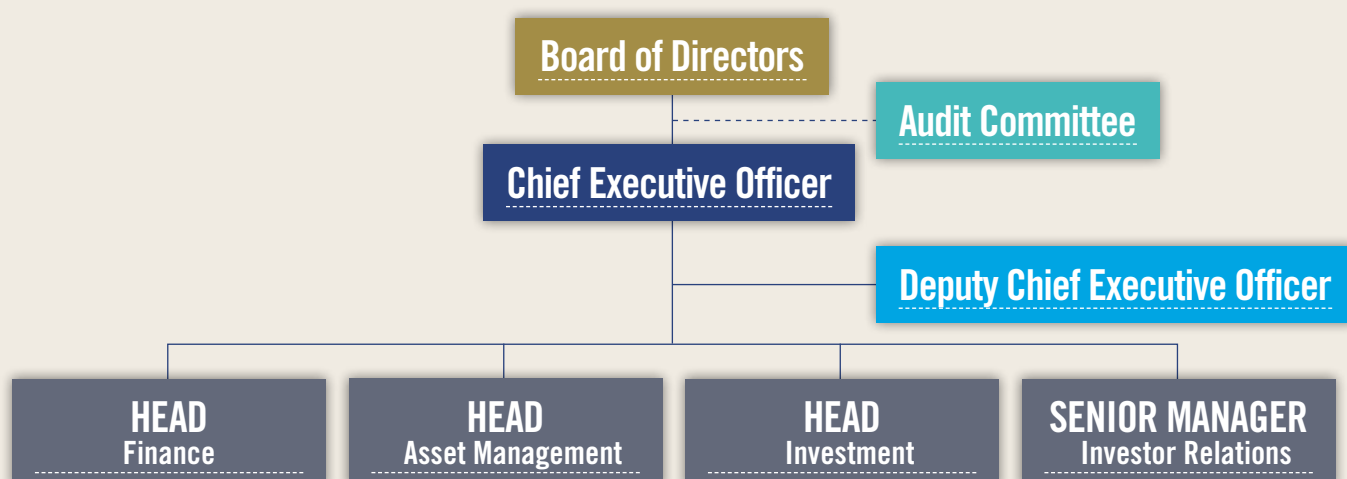 Board of Directors
Audit Committee
Chief Executive Officer
Deputy Chief Executive Officer
HEAD
Finance
HEAD
Asset Management
HEAD
Investment
SENIOR MANAGER
Investor Relations